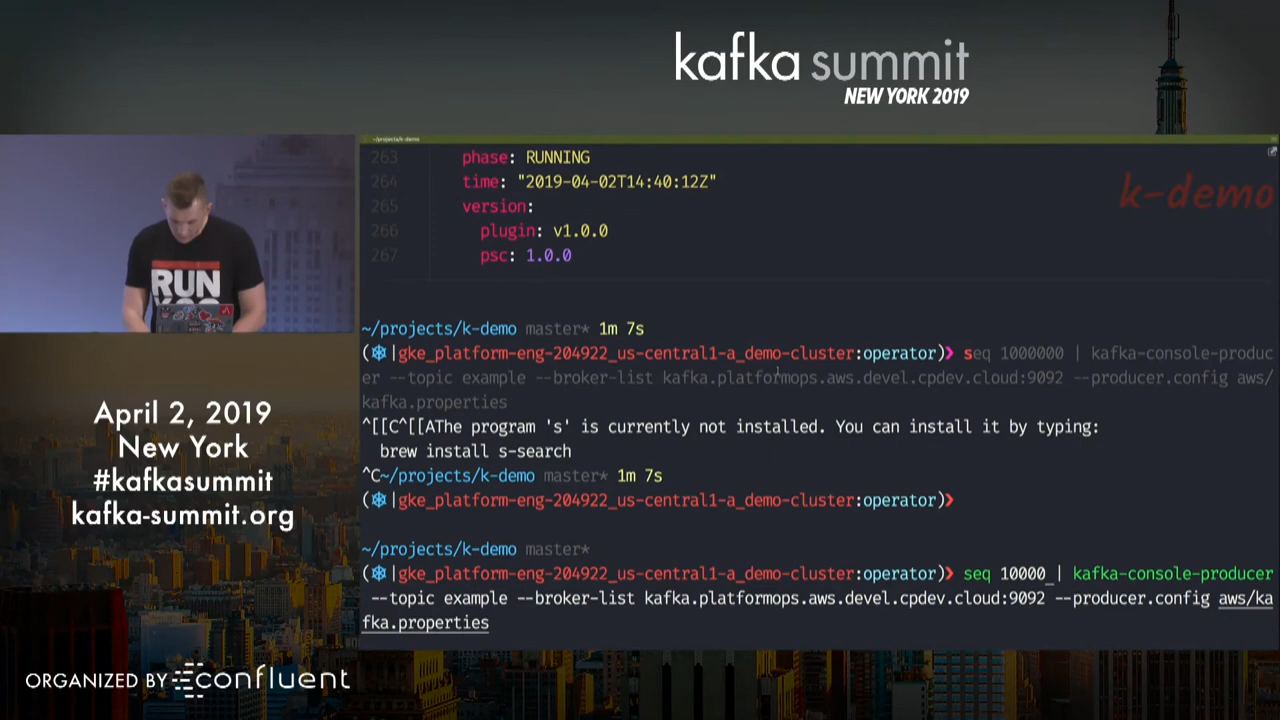 kafka summit
NEW YORK 2019
~/projects/k-demo
263 phase: RUNNING
264 time: "2019-04-02T14:40:12Z"
265 version:
266 plugin: v1.0.0
267 psc: 1.0.0
k-demo
~/projects/k-demo master* 1m 7s
(☸|gke_platform-eng-204922_us-central1-a_demo-cluster:operator)❯ seq 1000000 | kafka-console-produc
er --topic example --broker-list kafka.platformops.aws.devel.cpdev.cloud:9092 --producer.config aws/
kafka.properties
^[[C^[[AThe program 's' is currently not installed. You can install it by typing:
brew install s-search
^C~/projects/k-demo master* 1m 7s
(☸|gke_platform-eng-204922_us-central1-a_demo-cluster:operator)❯
~/projects/k-demo master*
(☸|gke_platform-eng-204922_us-central1-a_demo-cluster:operator)❯ seq 10000_| kafka-console-producer
--topic example --broker-list kafka.platformops.aws.devel.cpdev.cloud:9092 --producer.config aws/ka
fka.properties
RUN
April 2, 2019
New York
#kafkasummit
kafka-summit.org
ORGANIZED BY confluent